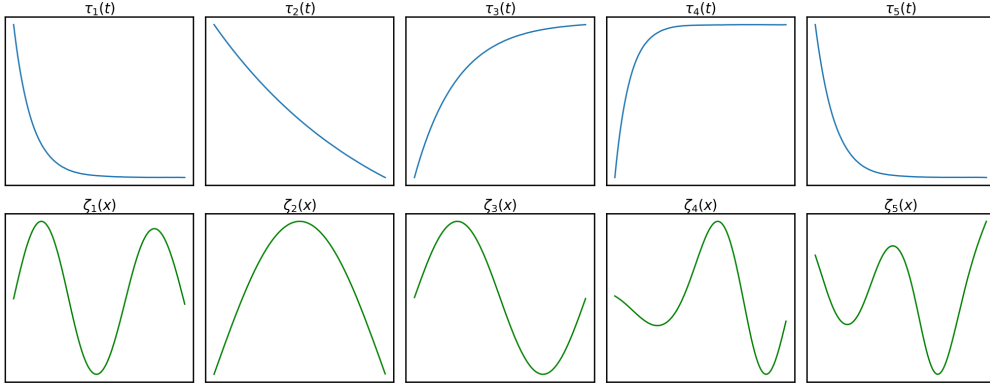 τ₁(t) τ₂(t) τ₃(t) τ₄(t) τ₅(t)
ζ₁(x) ζ₂(x) ζ₃(x) ζ₄(x) ζ₅(x)